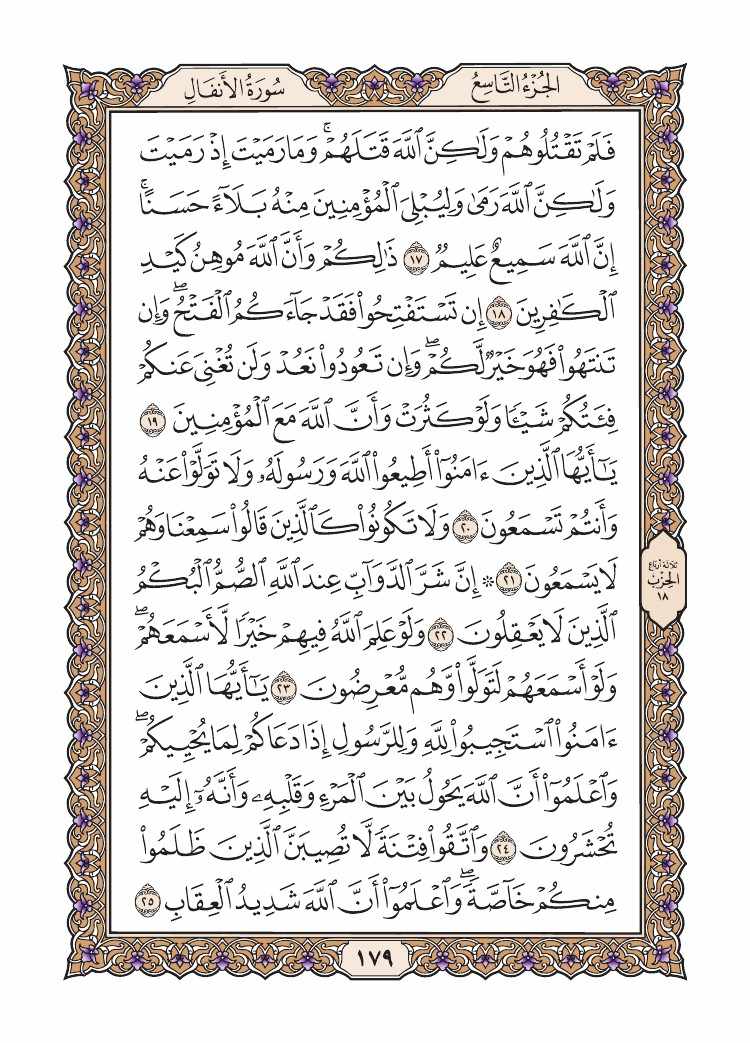 الجُزْءُ التَّاسِعُ
سُورَةُ الأَنفَالِ
فَلَمۡ تَقۡتُلُوهُمۡ وَلَٰكِنَّ ٱللَّهَ قَتَلَهُمۡۚ وَمَا رَمَيۡتَ إِذۡ رَمَيۡتَ
وَلَٰكِنَّ ٱللَّهَ رَمَىٰ وَلِيُبۡلِيَ ٱلۡمُؤۡمِنِينَ مِنۡهُ بَلَآءً حَسَنًاۚ
إِنَّ ٱللَّهَ سَمِيعٌ عَلِيمٞ ١٧ ذَٰلِكُمۡ وَأَنَّ ٱللَّهَ مُوهِنُ كَيۡدِ
ٱلۡكَٰفِرِينَ ١٨ إِن تَسۡتَفۡتِحُواْ فَقَدۡ جَآءَكُمُ ٱلۡفَتۡحُۖ وَإِن
تَنتَهُواْ فَهُوَ خَيۡرٞ لَّكُمۡۖ وَإِن تَعُودُواْ نَعُدۡ وَلَن تُغۡنِيَ عَنكُمۡ
فِئَتُكُمۡ شَيۡـٔٗا وَلَوۡ كَثُرَتۡ وَأَنَّ ٱللَّهَ مَعَ ٱلۡمُؤۡمِنِينَ ١٩
يَٰٓأَيُّهَا ٱلَّذِينَ ءَامَنُوٓاْ أَطِيعُواْ ٱللَّهَ وَرَسُولَهُۥ وَلَا تَوَلَّوۡاْ عَنۡهُ
وَأَنتُمۡ تَسۡمَعُونَ ٢٠ وَلَا تَكُونُواْ كَٱلَّذِينَ قَالُواْ سَمِعۡنَا وَهُمۡ
لَا يَسۡمَعُونَ ٢١ ۞ إِنَّ شَرَّ ٱلدَّوَآبِّ عِندَ ٱللَّهِ ٱلصُّمُّ ٱلۡبُكۡمُ
ٱلَّذِينَ لَا يَعۡقِلُونَ ٢٢ وَلَوۡ عَلِمَ ٱللَّهُ فِيهِمۡ خَيۡرٗا لَّأَسۡمَعَهُمۡۖ
وَلَوۡ أَسۡمَعَهُمۡ لَتَوَلَّواْ وَّهُم مُّعۡرِضُونَ ٢٣ يَٰٓأَيُّهَا ٱلَّذِينَ
ءَامَنُواْ ٱسۡتَجِيبُواْ لِلَّهِ وَلِلرَّسُولِ إِذَا دَعَاكُمۡ لِمَا يُحۡيِيكُمۡۖ
وَٱعۡلَمُوٓاْ أَنَّ ٱللَّهَ يَحُولُ بَيۡنَ ٱلۡمَرۡءِ وَقَلۡبِهِۦ وَأَنَّهُۥٓ إِلَيۡهِ
تُحۡشَرُونَ ٢٤ وَٱتَّقُواْ فِتۡنَةٗ لَّا تُصِيبَنَّ ٱلَّذِينَ ظَلَمُواْ
مِنكُمۡ خَآصَّةٗۖ وَٱعۡلَمُوٓاْ أَنَّ ٱللَّهَ شَدِيدُ ٱلۡعِقَابِ ٢٥
ثلاثة أرباع
الحِزْب
١٨
١٧٩